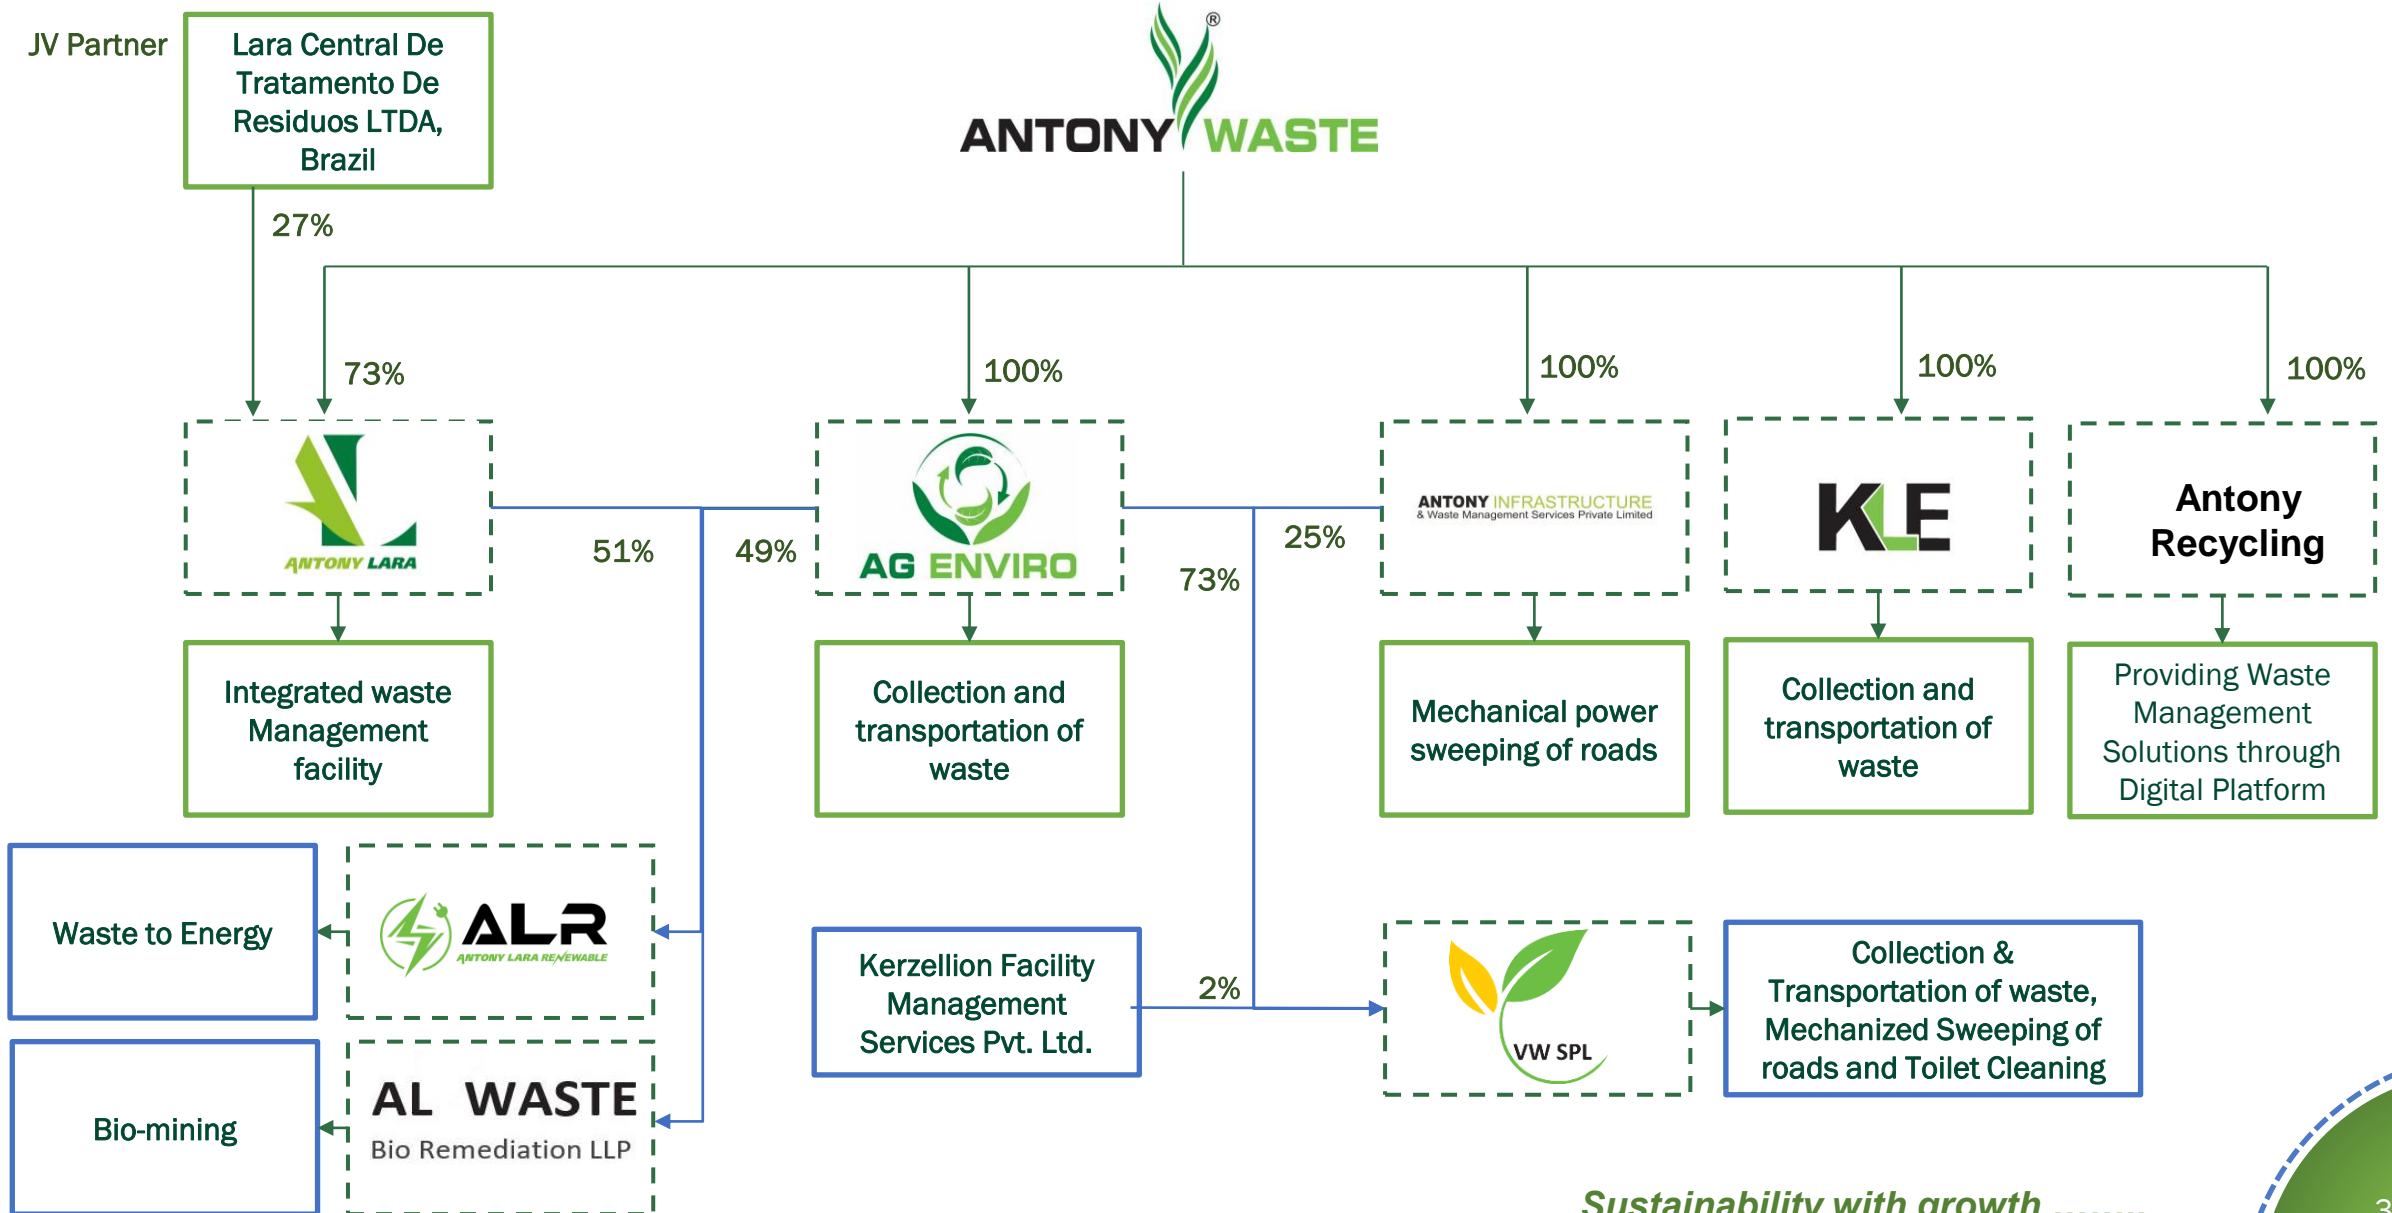 JV Partner
Lara Central De
Tratamento De
Residuos LTDA,
Brazil
®
ANTONY WASTE
27%
73%
100%
100%
100%
100%
ANTONY LARA
51%
49%
AG ENVIRO
73%
25%
ANTONY INFRASTRUCTURE
& Waste Management Services Private Limited
KLE
Antony
Recycling
Integrated waste
Management
facility
Collection and
transportation of
waste
Mechanical power
sweeping of roads
Collection and
transportation of
waste
Providing Waste
Management
Solutions through
Digital Platform
Waste to Energy
ALR
ANTONY LARA RENEWABLE
Kerzellion Facility
Management
Services Pvt. Ltd.
2%
VW SPL
Collection &
Transportation of waste,
Mechanized Sweeping of
roads and Toilet Cleaning
Bio-mining
AL WASTE
Bio Remediation LLP
Sustainability with growth ........
3